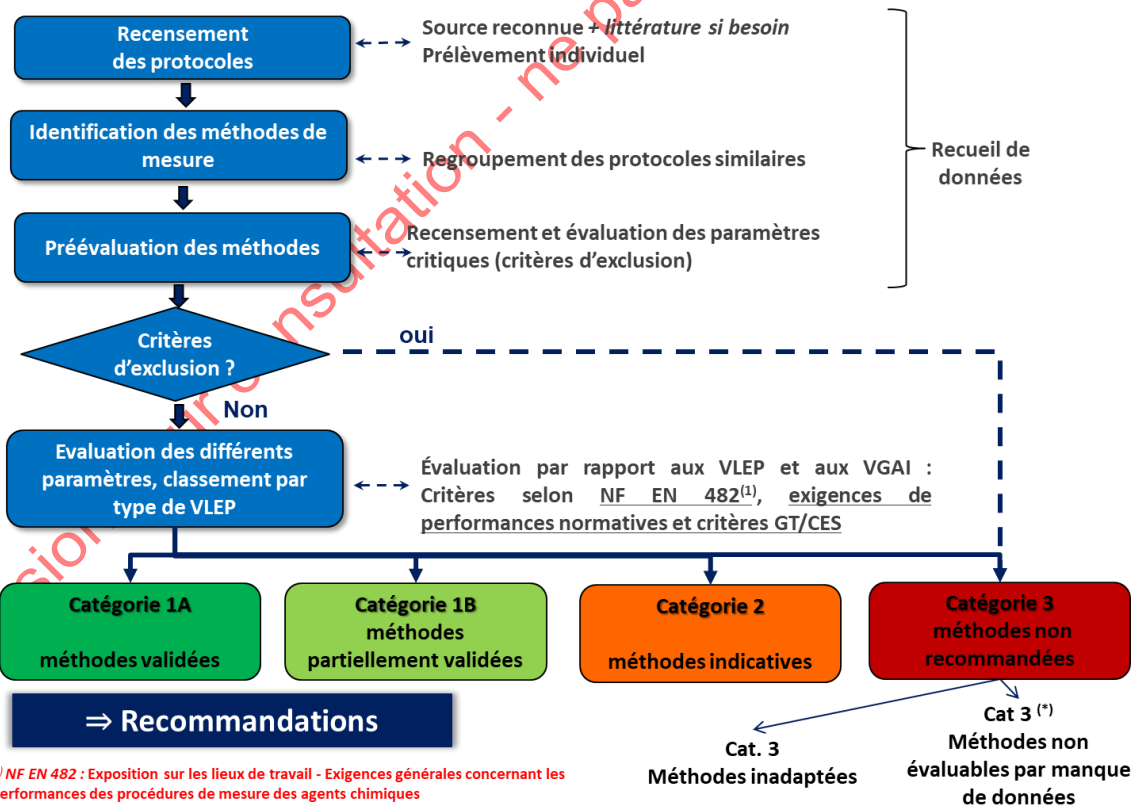 Recensement
des protocoles
Source reconnue + littérature si besoin
Prélèvement individuel
Identification des méthodes de
mesure
Regroupement des protocoles similaires
Recueil de
données
Préévaluation des méthodes
Recensement et évaluation des paramètres
critiques (critères d’exclusion)
Critères
d’exclusion ?
oui
Non
Evaluation des différents
paramètres, classement par
type de VLEP
Évaluation par rapport aux VLEP et aux VGAI :
Critères selon NF EN 482(1), exigences de
performances normatives et critères GT/CES
Catégorie 1A
méthodes validées
Catégorie 1B
méthodes
partiellement validées
Catégorie 2
méthodes indicatives
Catégorie 3
méthodes non
recommandées
⇒ Recommandations
Cat. 3
Méthodes inadaptées
Cat 3 (*)
Méthodes non
évaluables par manque
de données
) NF EN 482 : Exposition sur les lieux de travail - Exigences générales concernant les
erformances des procédures de mesure des agents chimiques
sion pour consultation - ne pa